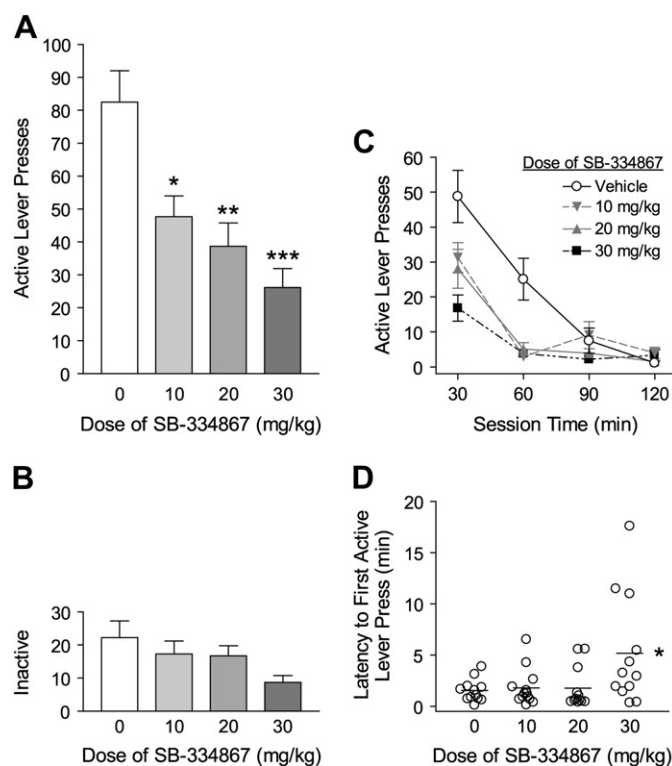 A
100
90
80
70
60
50
40
30
20
10
0
Active Lever Presses
*
**
***
0 10 20 30
Dose of SB-334867 (mg/kg)
C
60
50
40
30
20
10
0
Active Lever Presses
Dose of SB-334867
Vehicle
10 mg/kg
20 mg/kg
30 mg/kg
30 60 90 120
Session Time (min)
B
30
20
10
0
Inactive
0 10 20 30
Dose of SB-334867 (mg/kg)
D
20
15
10
5
0
Latency to First Active
Lever Press (min)
*
0 10 20 30
Dose of SB-334867 (mg/kg)